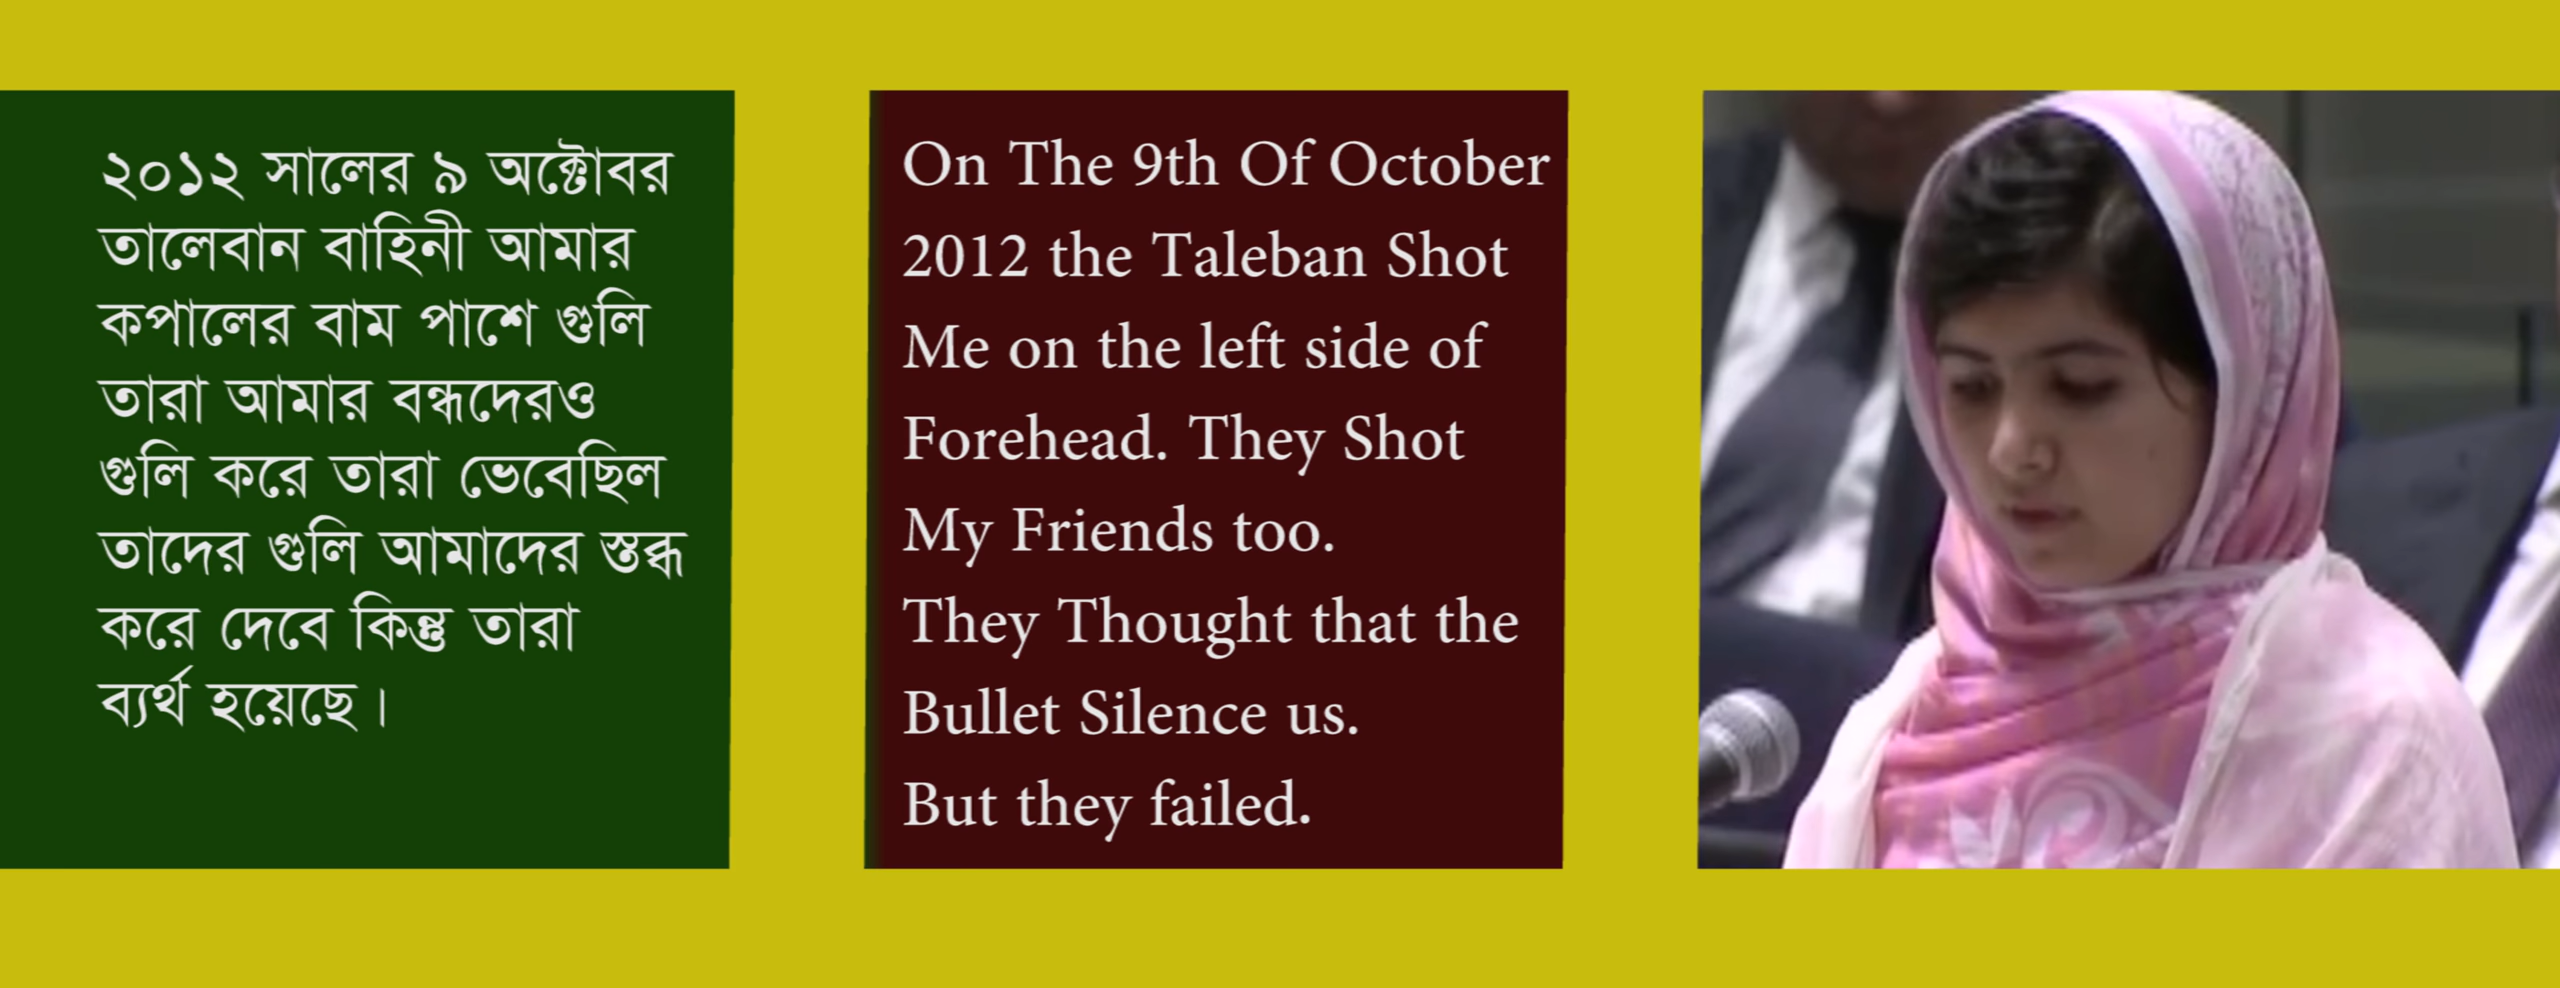 ২০১২ সালের ৯ অক্টোবর
তালেবান বাহিনী আমার
কপালের বাম পাশে গুলি
তারা আমার বন্ধদেরও
গুলি করে তারা ভেবেছিল
তাদের গুলি আমাদের স্তব্ধ
করে দেবে কিন্তু তারা
ব্যর্থ হয়েছে।
On The 9th Of October
2012 the Taleban Shot
Me on the left side of
Forehead. They Shot
My Friends too.
They Thought that the
Bullet Silence us.
But they failed.